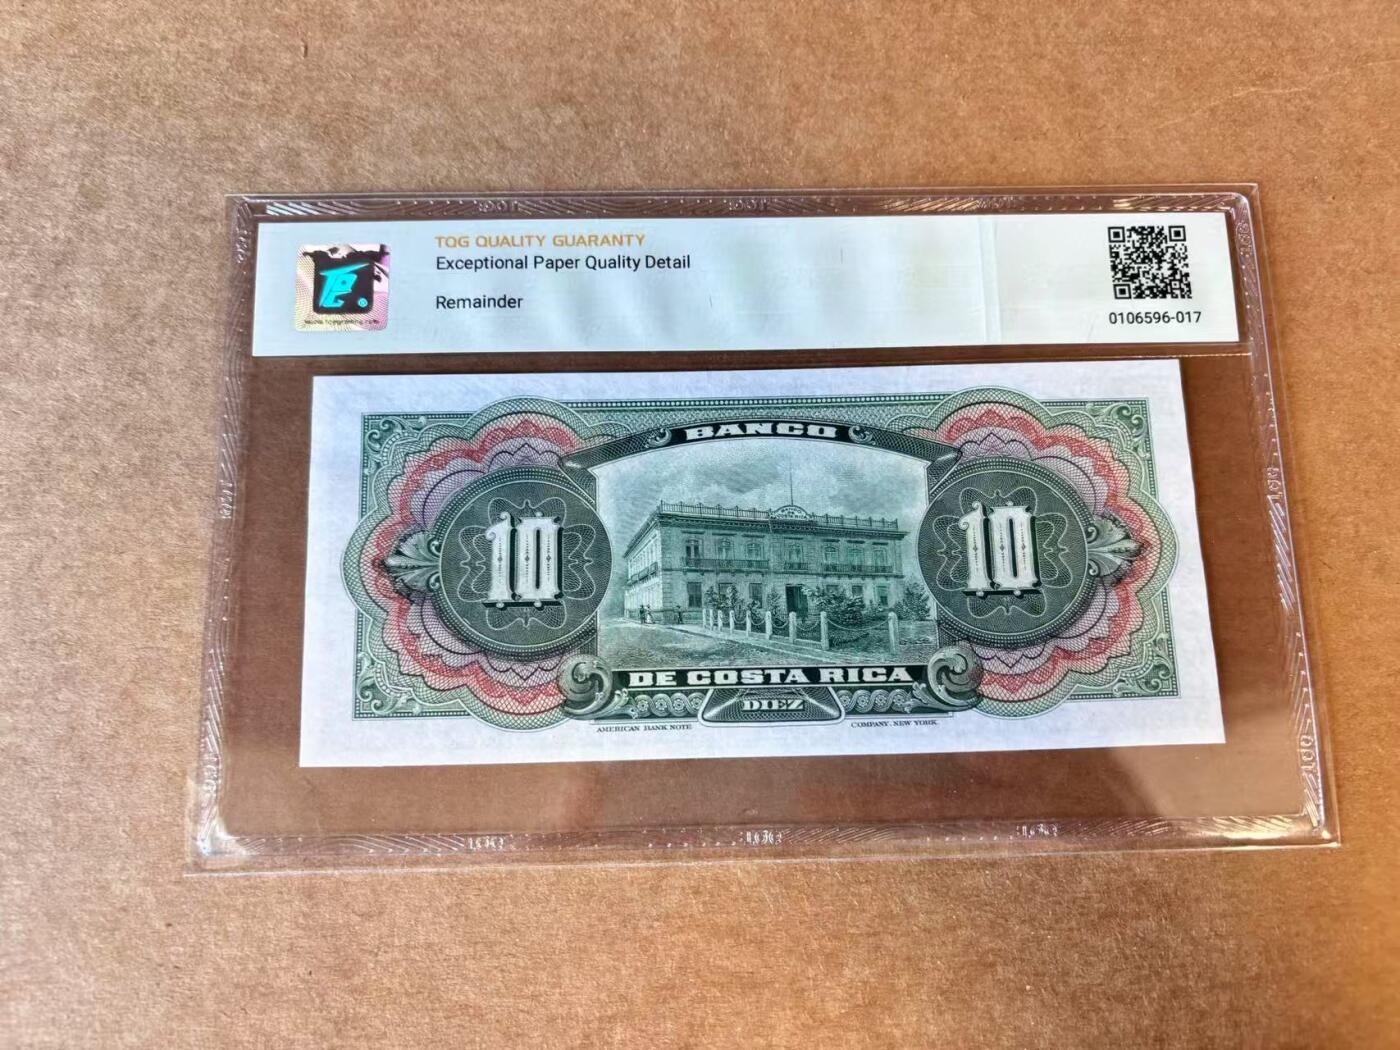 TQG QUALITY GUARANTY
Exceptional Paper Quality Detail
Remainder
0106596-017
BANCO
10
10
DE COSTA RICA
DIEZ
AMERICAN BANK NOTE COMPANY, NEW YORK.